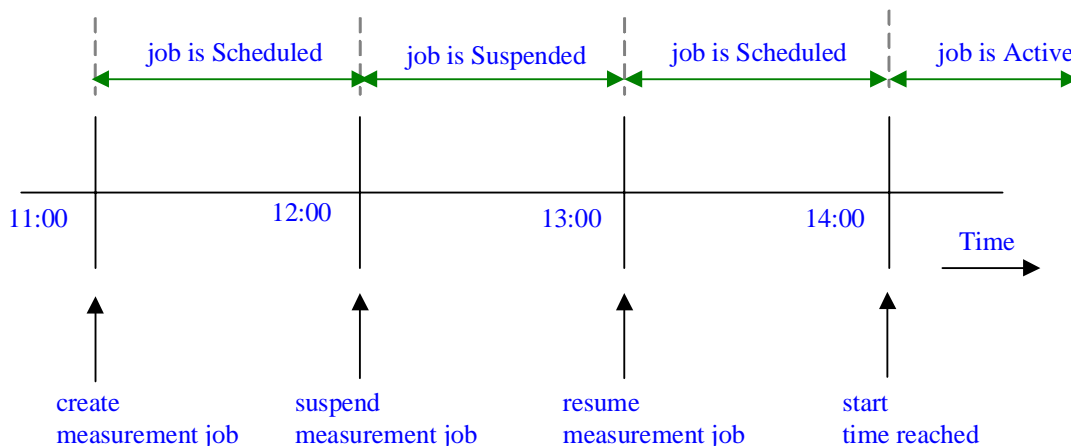 job is Scheduled
job is Suspended
job is Scheduled
job is Active
11:00
12:00
13:00
14:00
Time
create
measurement job
suspend
measurement job
resume
measurement job
start
time reached